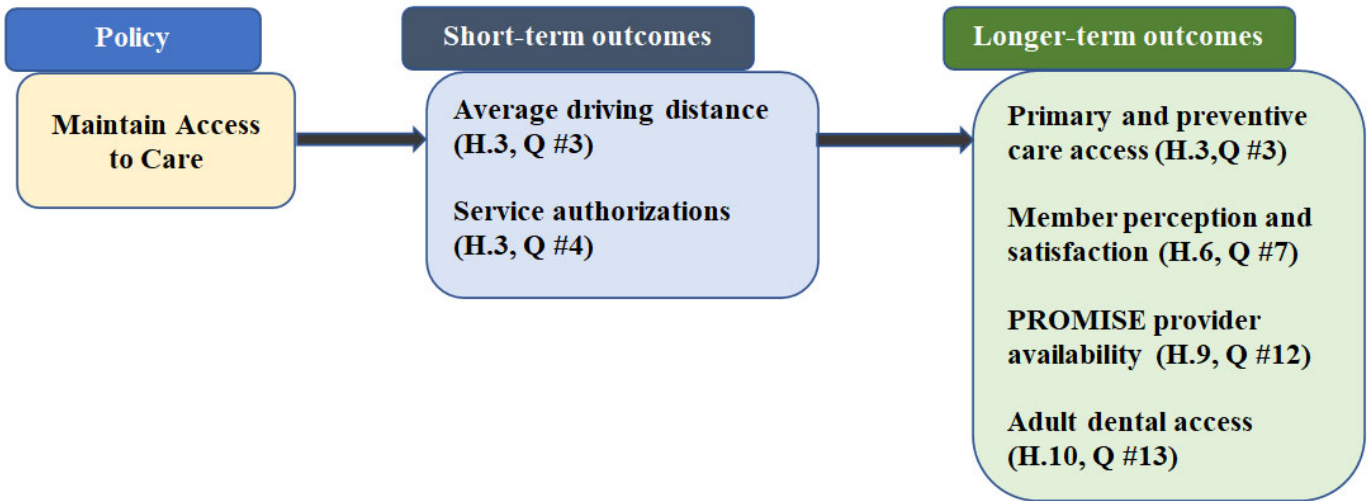 Policy
Maintain Access
to Care
Short-term outcomes
Average driving distance
(H.3, Q #3)
Service authorizations
(H.3, Q #4)
Longer-term outcomes
Primary and preventive
care access (H.3,Q #3)
Member perception and
satisfaction (H.6, Q #7)
PROMISE provider
availability (H.9, Q #12)
Adult dental access
(H.10, Q #13)